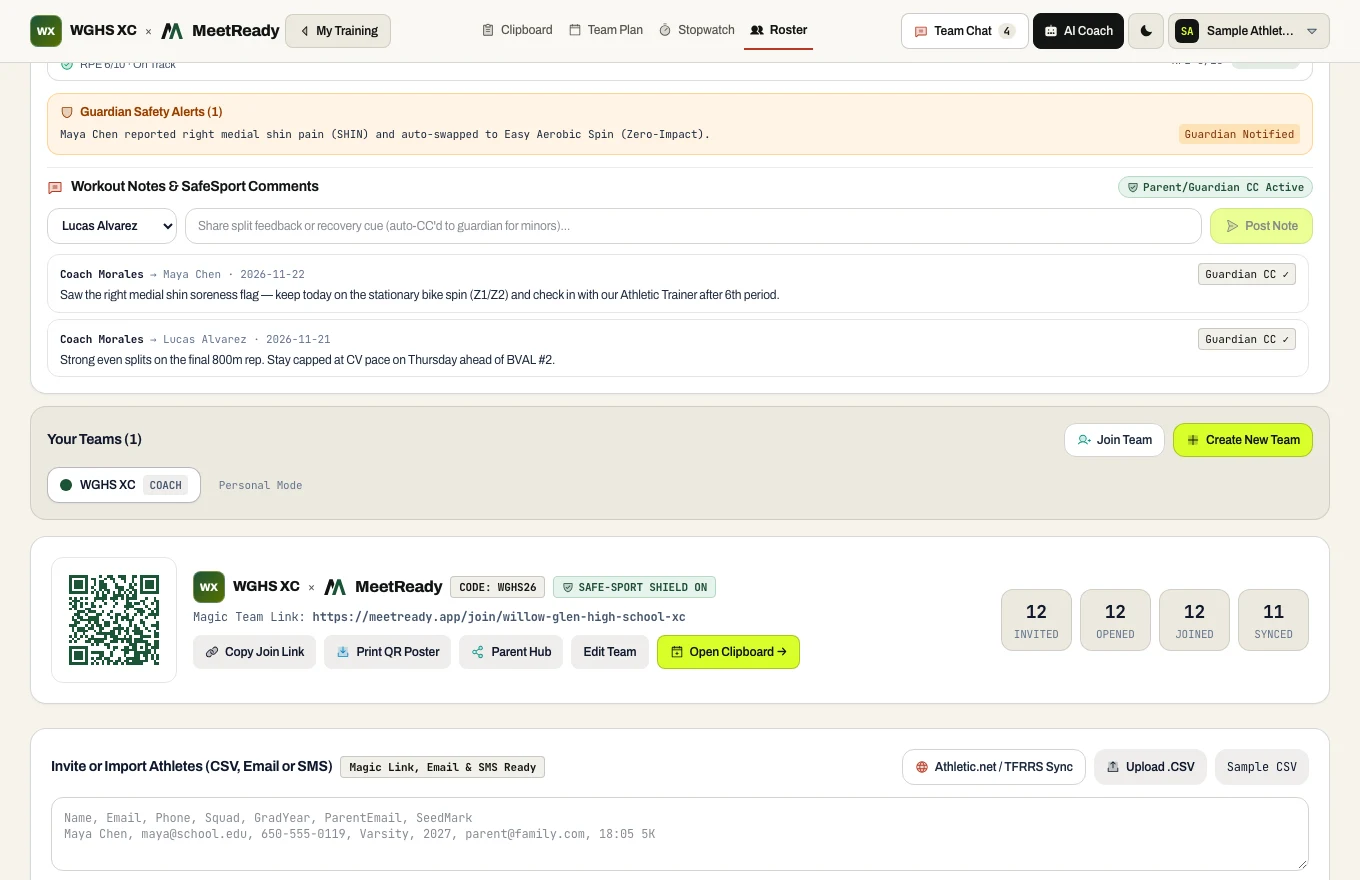 WX WGHS XC × MeetReady My Training Clipboard Team Plan Stopwatch Roster Team Chat 4 AI Coach SA Sample Athlet...
RPE 6/10 · On Track
Guardian Safety Alerts (1)
Maya Chen reported right medial shin pain (SHIN) and auto-swapped to Easy Aerobic Spin (Zero-Impact). Guardian Notified
Workout Notes & SafeSport Comments Parent/Guardian CC Active
Lucas Alvarez Share split feedback or recovery cue (auto-CC'd to guardian for minors)... Post Note
Coach Morales → Maya Chen · 2026-11-22 Guardian CC ✓
Saw the right medial shin soreness flag — keep today on the stationary bike spin (Z1/Z2) and check in with our Athletic Trainer after 6th period.
Coach Morales → Lucas Alvarez · 2026-11-21 Guardian CC ✓
Strong even splits on the final 800m rep. Stay capped at CV pace on Thursday ahead of BVAL #2.
Your Teams (1) Join Team Create New Team
WGHS XC COACH Personal Mode
WX WGHS XC × MeetReady CODE: WGHS26 SAFE-SPORT SHIELD ON
Magic Team Link: https://meetready.app/join/willow-glen-high-school-xc
Copy Join Link Print QR Poster Parent Hub Edit Team Open Clipboard →
12 12 12 11
INVITED OPENED JOINED SYNCED
Invite or Import Athletes (CSV, Email or SMS) Magic Link, Email & SMS Ready Athletic.net / TFRRS Sync Upload .CSV Sample CSV
Name, Email, Phone, Squad, GradYear, ParentEmail, SeedMark
Maya Chen, maya@school.edu, 650-555-0119, Varsity, 2027, parent@family.com, 18:05 5K